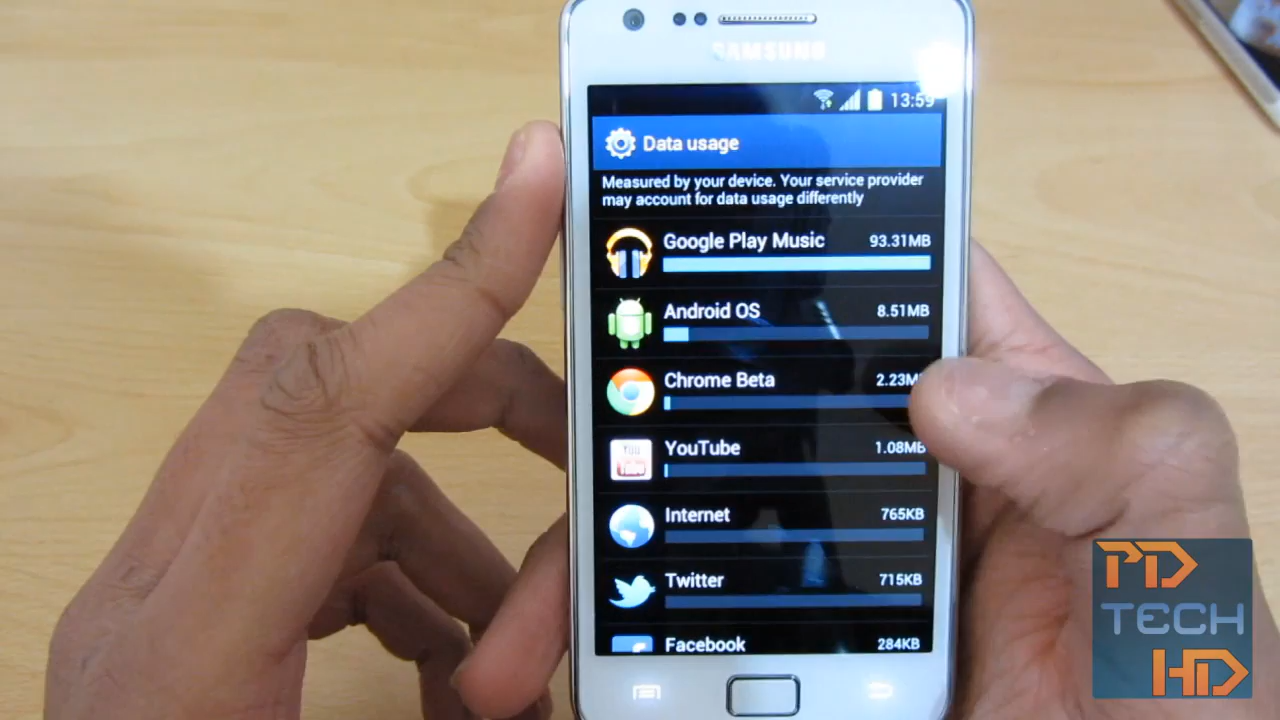 SAMSUNG
13:59
Data usage
Measured by your device. Your service provider
may account for data usage differently
Google Play Music 93.31MB
Android OS 8.51MB
Chrome Beta 2.23M
YouTube 1.08MB
You
Tube
Internet 765KB
Twitter 715KB
Facebook 284KB
PD
TECH
HD